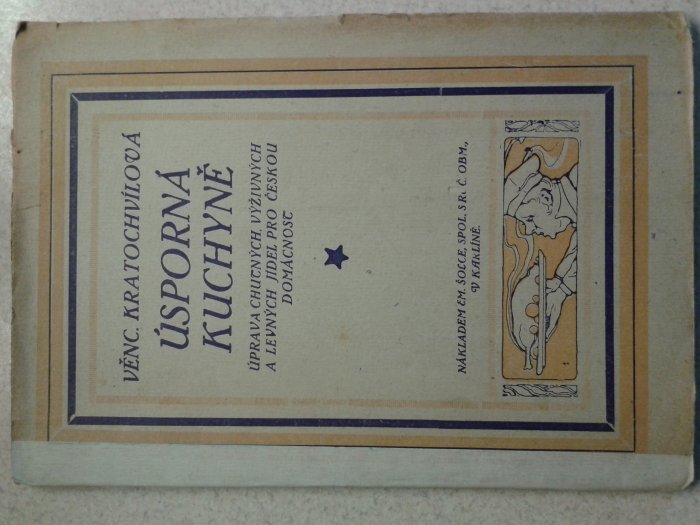 VĚNC. KRATOCHVÍLOVÁ
ÚSPORNÁ
KUCHYNĚ
ÚPRAVA CHUTNÝCH, VÝŽIVNÝCH
A LEVNÝCH JÍDEL PRO ČESKOU
DOMÁCNOST
NÁKLADEM EM. ŠOLCE, SPOL. S R. Č. OBM.,
V KARLÍNĚ.